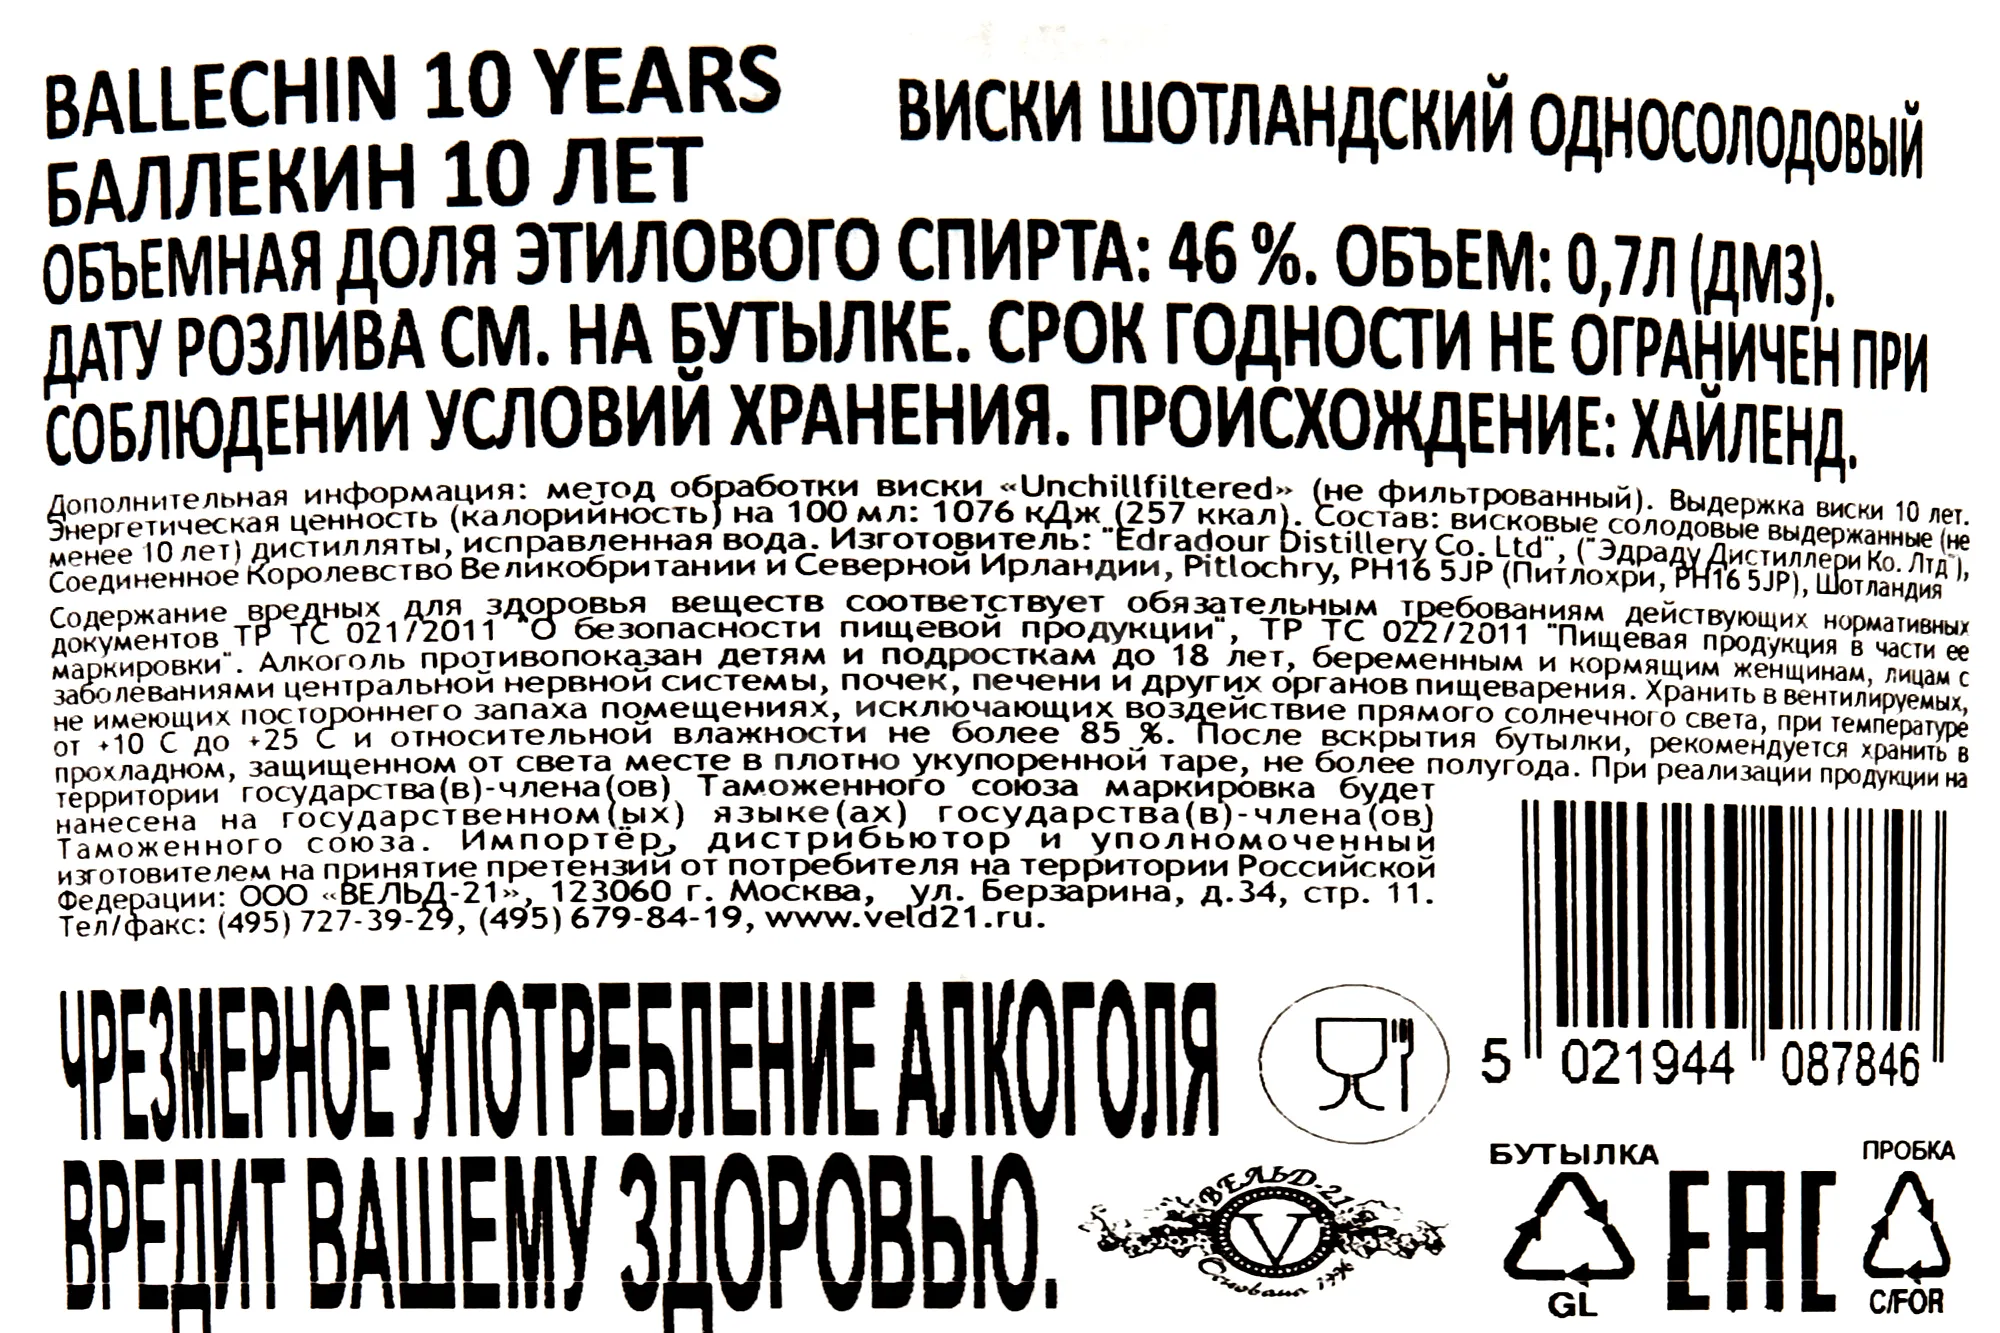 BALLECHIN 10 YEARS
ВИСКИ ШОТЛАНДСКИЙ ОДНОСОЛОДОВЫЙ
БАЛЛЕКИН 10 ЛЕТ
ОБЪЕМНАЯ ДОЛЯ ЭТИЛОВОГО СПИРТА: 46 %. ОБЪЕМ: 0,7Л (ДМ3).
ДАТУ РОЗЛИВА СМ. НА БУТЫЛКЕ. СРОК ГОДНОСТИ НЕ ОГРАНИЧЕН ПРИ
СОБЛЮДЕНИИ УСЛОВИЙ ХРАНЕНИЯ. ПРОИСХОЖДЕНИЕ: ХАЙЛЕНД.
Дополнительная информация: метод обработки виски «Unchillfiltered» (не фильтрованный). Выдержка виски 10 лет.
Энергетическая ценность (калорийность) на 100 мл: 1076 кДж (257 ккал). Состав: висковые солодовые выдержанные (не
менее 10 лет) дистилляты, исправленная вода. Изготовитель: "Edradour Distillery Co. Ltd", ("Эдраду Дистиллери Ко. Лтд"),
Соединенное Королевство Великобритании и Северной Ирландии, Pitlochry, PH16 5JP (Питлохри, PH16 5JP), Шотландия
Содержание вредных для здоровья веществ соответствует обязательным требованиям действующих нормативных
документов ТР ТС 021/2011 "О безопасности пищевой продукции", ТР ТС 022/2011 "Пищевая продукция в части ее
маркировки". Алкоголь противопоказан детям и подросткам до 18 лет, беременным и кормящим женщинам, лицам с
заболеваниями центральной нервной системы, почек, печени и других органов пищеварения. Хранить в вентилируемых,
не имеющих постороннего запаха помещениях, исключающих воздействие прямого солнечного света, при температуре
от +10 С до +25 С и относительной влажности не более 85 %. После вскрытия бутылки, рекомендуется хранить в
прохладном, защищенном от света месте в плотно укупоренной таре, не более полугода. При реализации продукции на
территории государства(в)-члена(ов) Таможенного союза маркировка будет
нанесена на государственном(ых) языке(ах) государства(в)-члена(ов)
Таможенного союза. Импортёр, дистрибьютор и уполномоченный
изготовителем на принятие претензий от потребителя на территории Российской
Федерации: ООО «ВЕЛЬД-21», 123060 г. Москва, ул. Берзарина, д.34, стр. 11.
Тел/факс: (495) 727-39-29, (495) 679-84-19, www.veld21.ru.
5 021944 087846
ЧРЕЗМЕРНОЕ УПОТРЕБЛЕНИЕ АЛКОГОЛЯ
ВРЕДИТ ВАШЕМУ ЗДОРОВЬЮ.
ВЕЛЬД-21
V
Основана 1996
БУТЫЛКА
GL
EAC
ПРОБКА
C/FOR